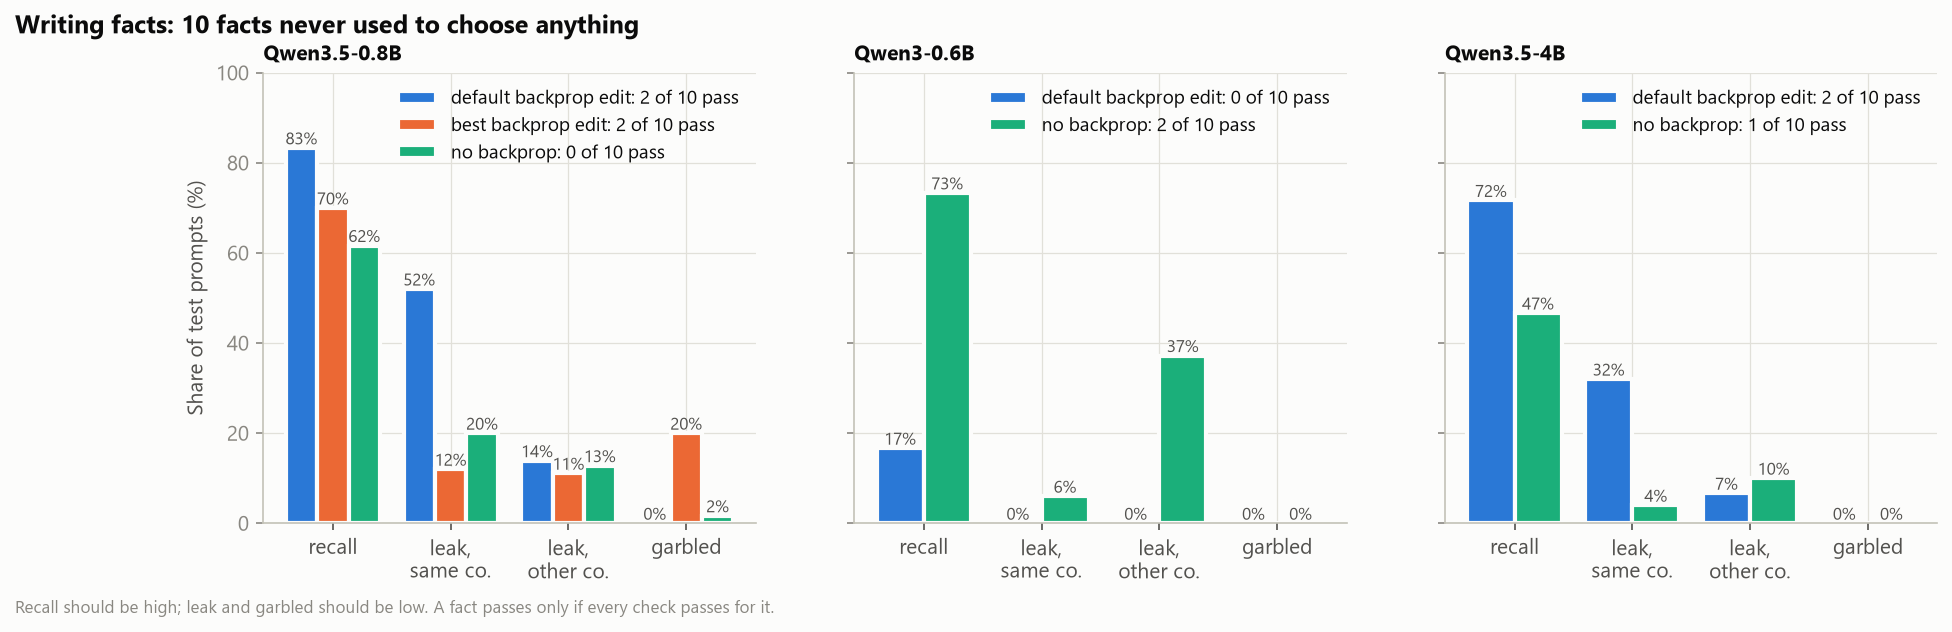 Writing facts: 10 facts never used to choose anything
Qwen3.5-0.8B
Share of test prompts (%)
100
80
60
40
20
0
default backprop edit: 2 of 10 pass
best backprop edit: 2 of 10 pass
no backprop: 0 of 10 pass
83%
70%
62%
52%
12%
20%
14%
11%
13%
0%
20%
2%
recall
leak,
same co.
leak,
other co.
garbled
Qwen3-0.6B
default backprop edit: 0 of 10 pass
no backprop: 2 of 10 pass
17%
73%
0%
6%
0%
37%
0%
0%
recall
leak,
same co.
leak,
other co.
garbled
Qwen3.5-4B
default backprop edit: 2 of 10 pass
no backprop: 1 of 10 pass
72%
47%
32%
4%
7%
10%
0%
0%
recall
leak,
same co.
leak,
other co.
garbled
Recall should be high; leak and garbled should be low. A fact passes only if every check passes for it.